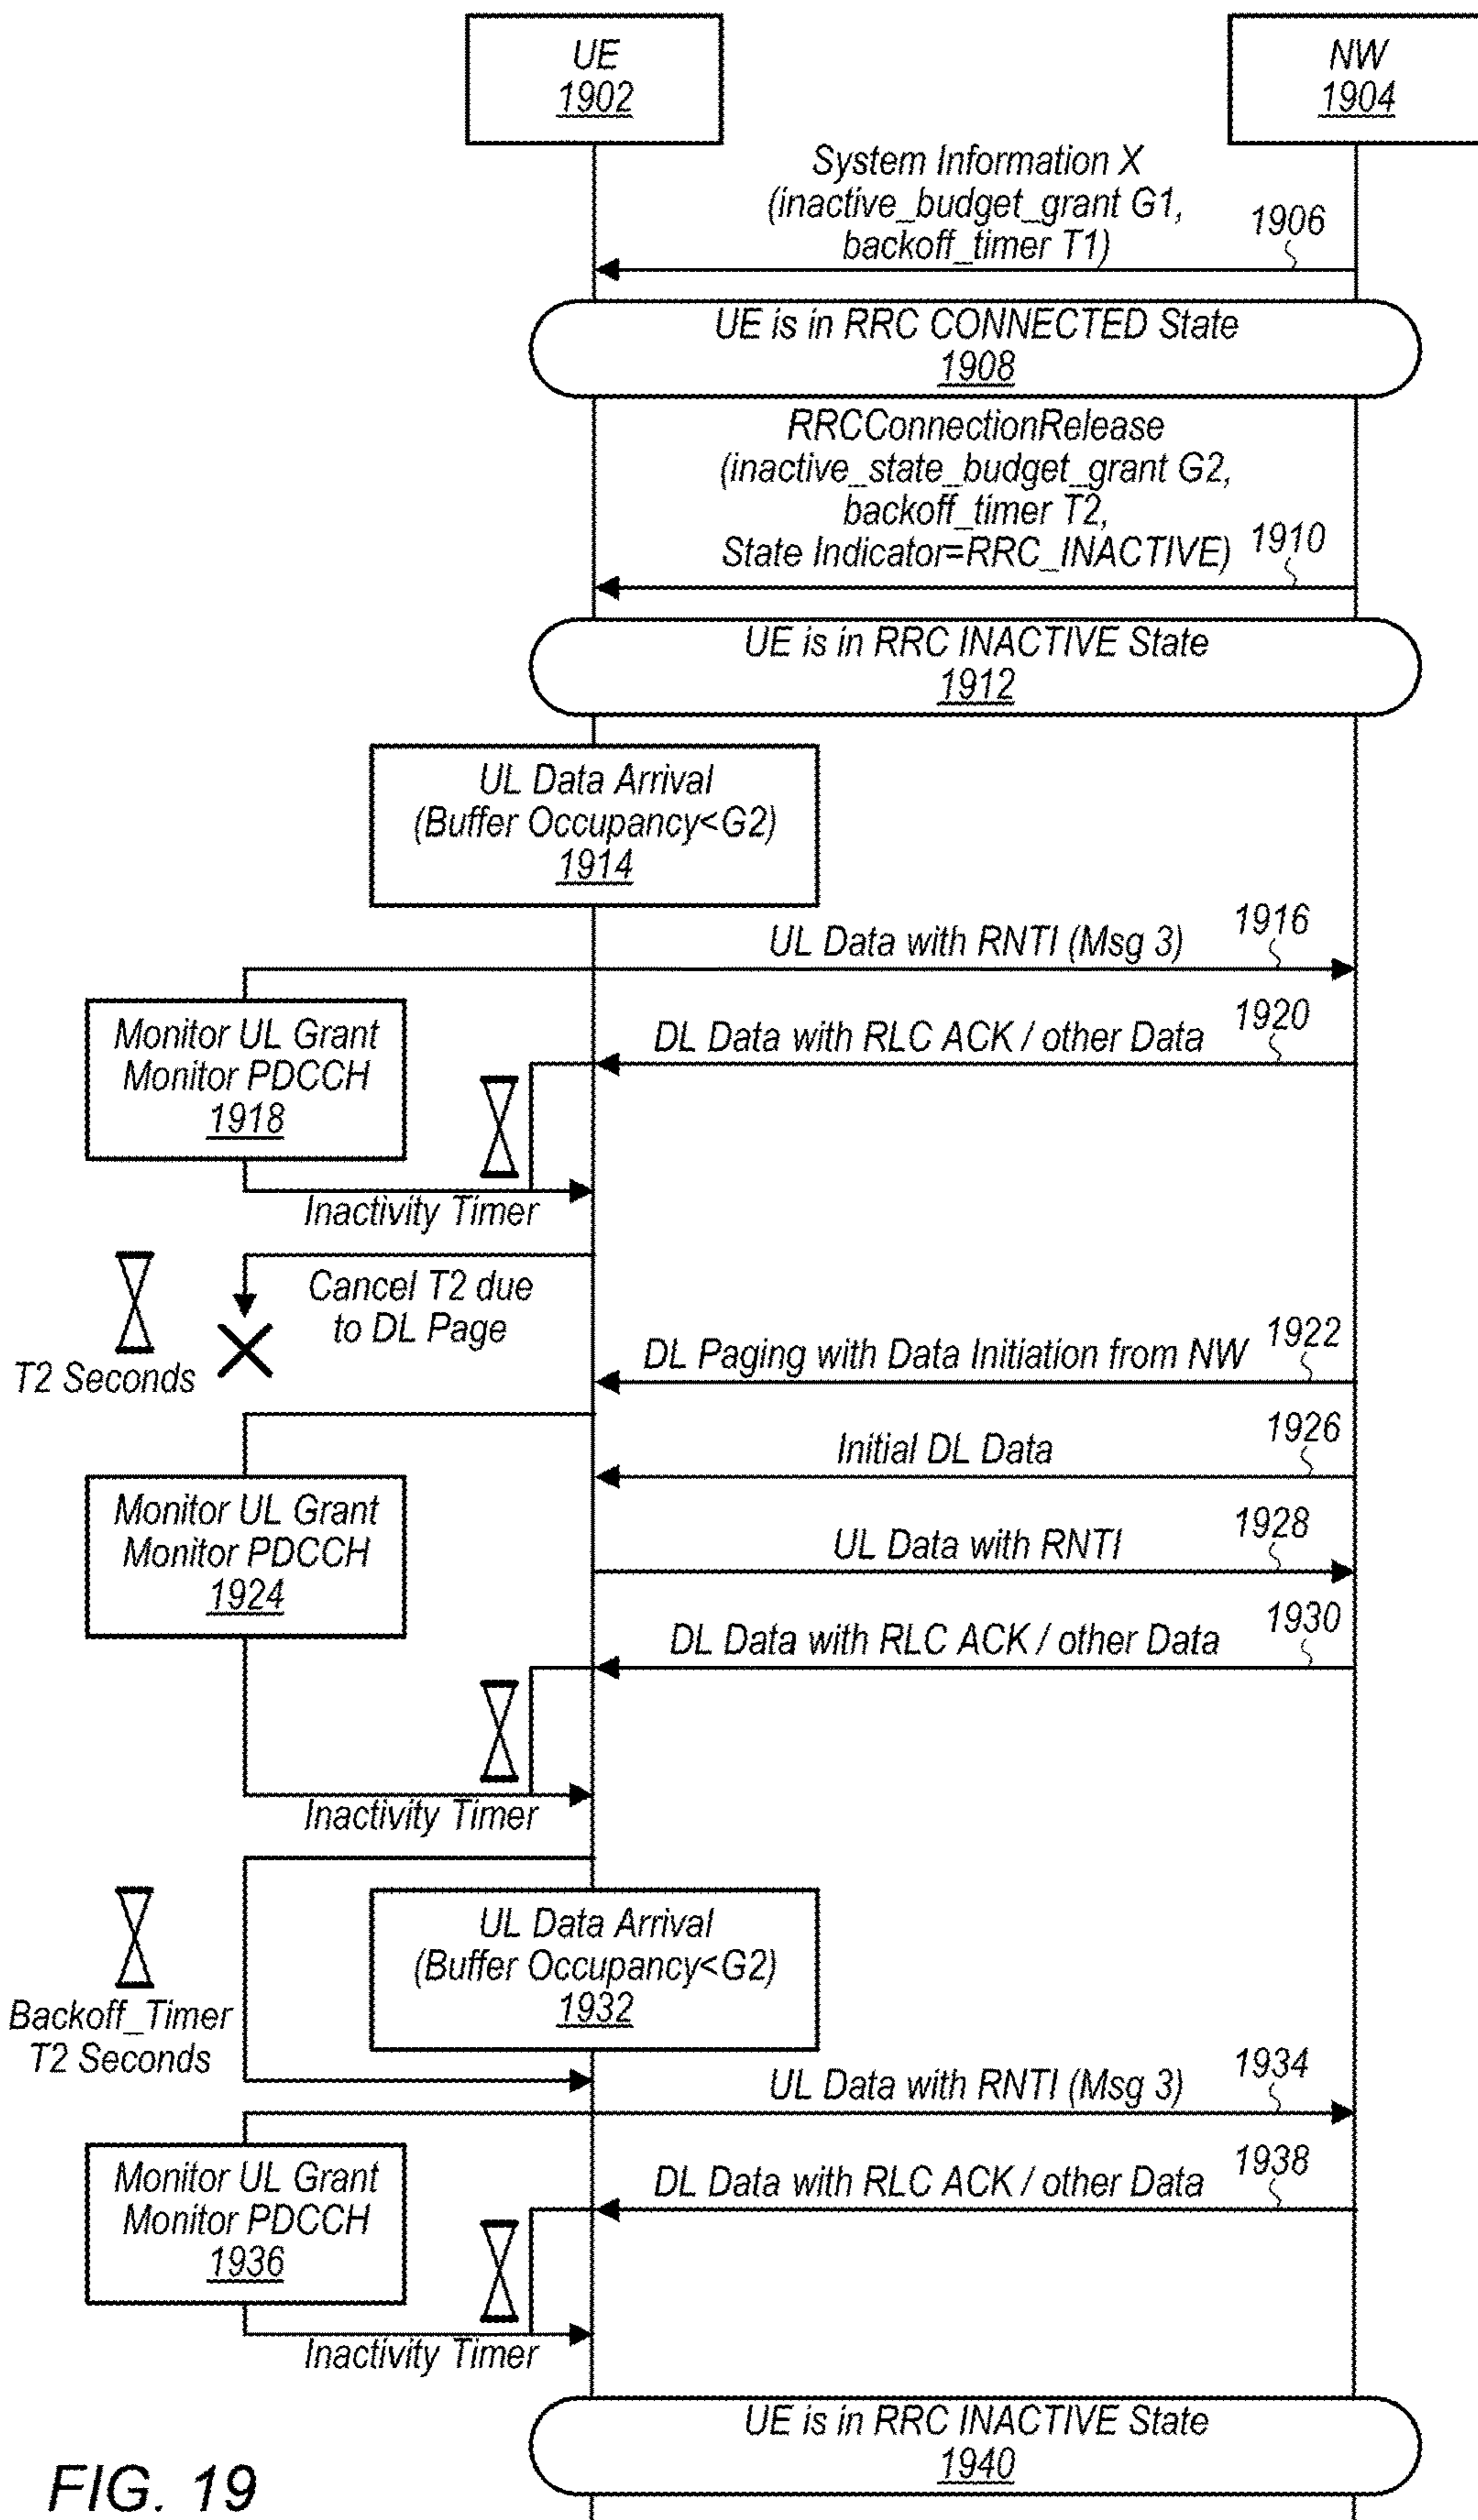 UE
1902
NW
1904
System Information X
(inactive_budget_grant G1,
backoff_timer T1)
1906
UE is in RRC CONNECTED State
1908
RRCConnectionRelease
(inactive_state_budget_grant G2,
backoff_timer T2,
State Indicator=RRC_INACTIVE)
1910
UE is in RRC INACTIVE State
1912
UL Data Arrival
(Buffer Occupancy<G2)
1914
UL Data with RNTI (Msg 3)
1916
Monitor UL Grant
Monitor PDCCH
1918
DL Data with RLC ACK / other Data
1920
Inactivity Timer
Cancel T2 due
to DL Page
T2 Seconds
DL Paging with Data Initiation from NW
1922
Initial DL Data
1926
Monitor UL Grant
Monitor PDCCH
1924
UL Data with RNTI
1928
DL Data with RLC ACK / other Data
1930
Inactivity Timer
UL Data Arrival
(Buffer Occupancy<G2)
1932
Backoff_Timer
T2 Seconds
UL Data with RNTI (Msg 3)
1934
Monitor UL Grant
Monitor PDCCH
1936
DL Data with RLC ACK / other Data
1938
Inactivity Timer
UE is in RRC INACTIVE State
1940
FIG. 19